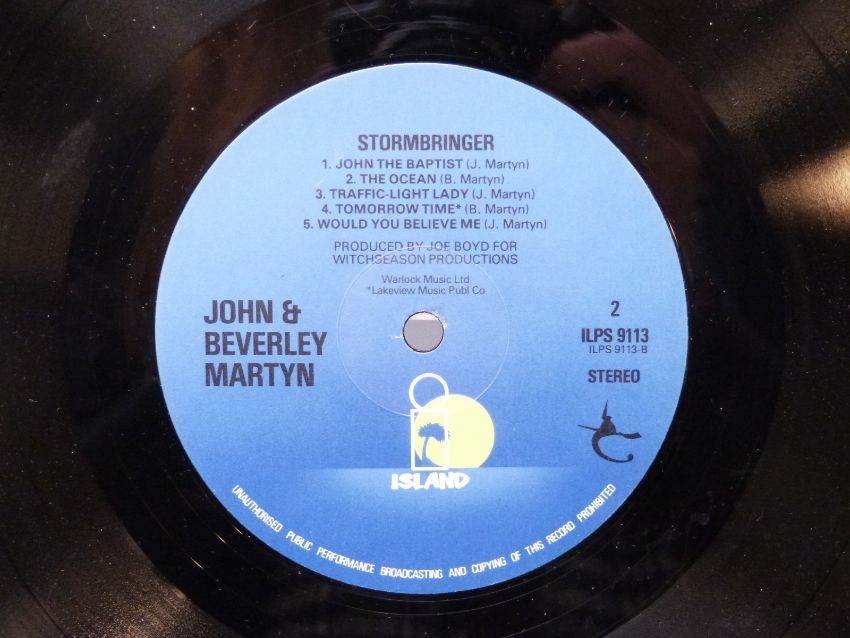 STORMBRINGER
1. JOHN THE BAPTIST (J. Martyn)
2. THE OCEAN (B. Martyn)
3. TRAFFIC-LIGHT LADY (J. Martyn)
4. TOMORROW TIME* (B. Martyn)
5. WOULD YOU BELIEVE ME (J. Martyn)
PRODUCED BY JOE BOYD FOR
WITCHSEASON PRODUCTIONS
Warlock Music Ltd
*Lakeview Music Publ Co
JOHN &
BEVERLEY
MARTYN
2
ILPS 9113
ILPS 9113-B
STEREO
ISLAND
UNAUTHORISED PUBLIC PERFORMANCE BROADCASTING AND COPYING OF THIS RECORD PROHIBITED